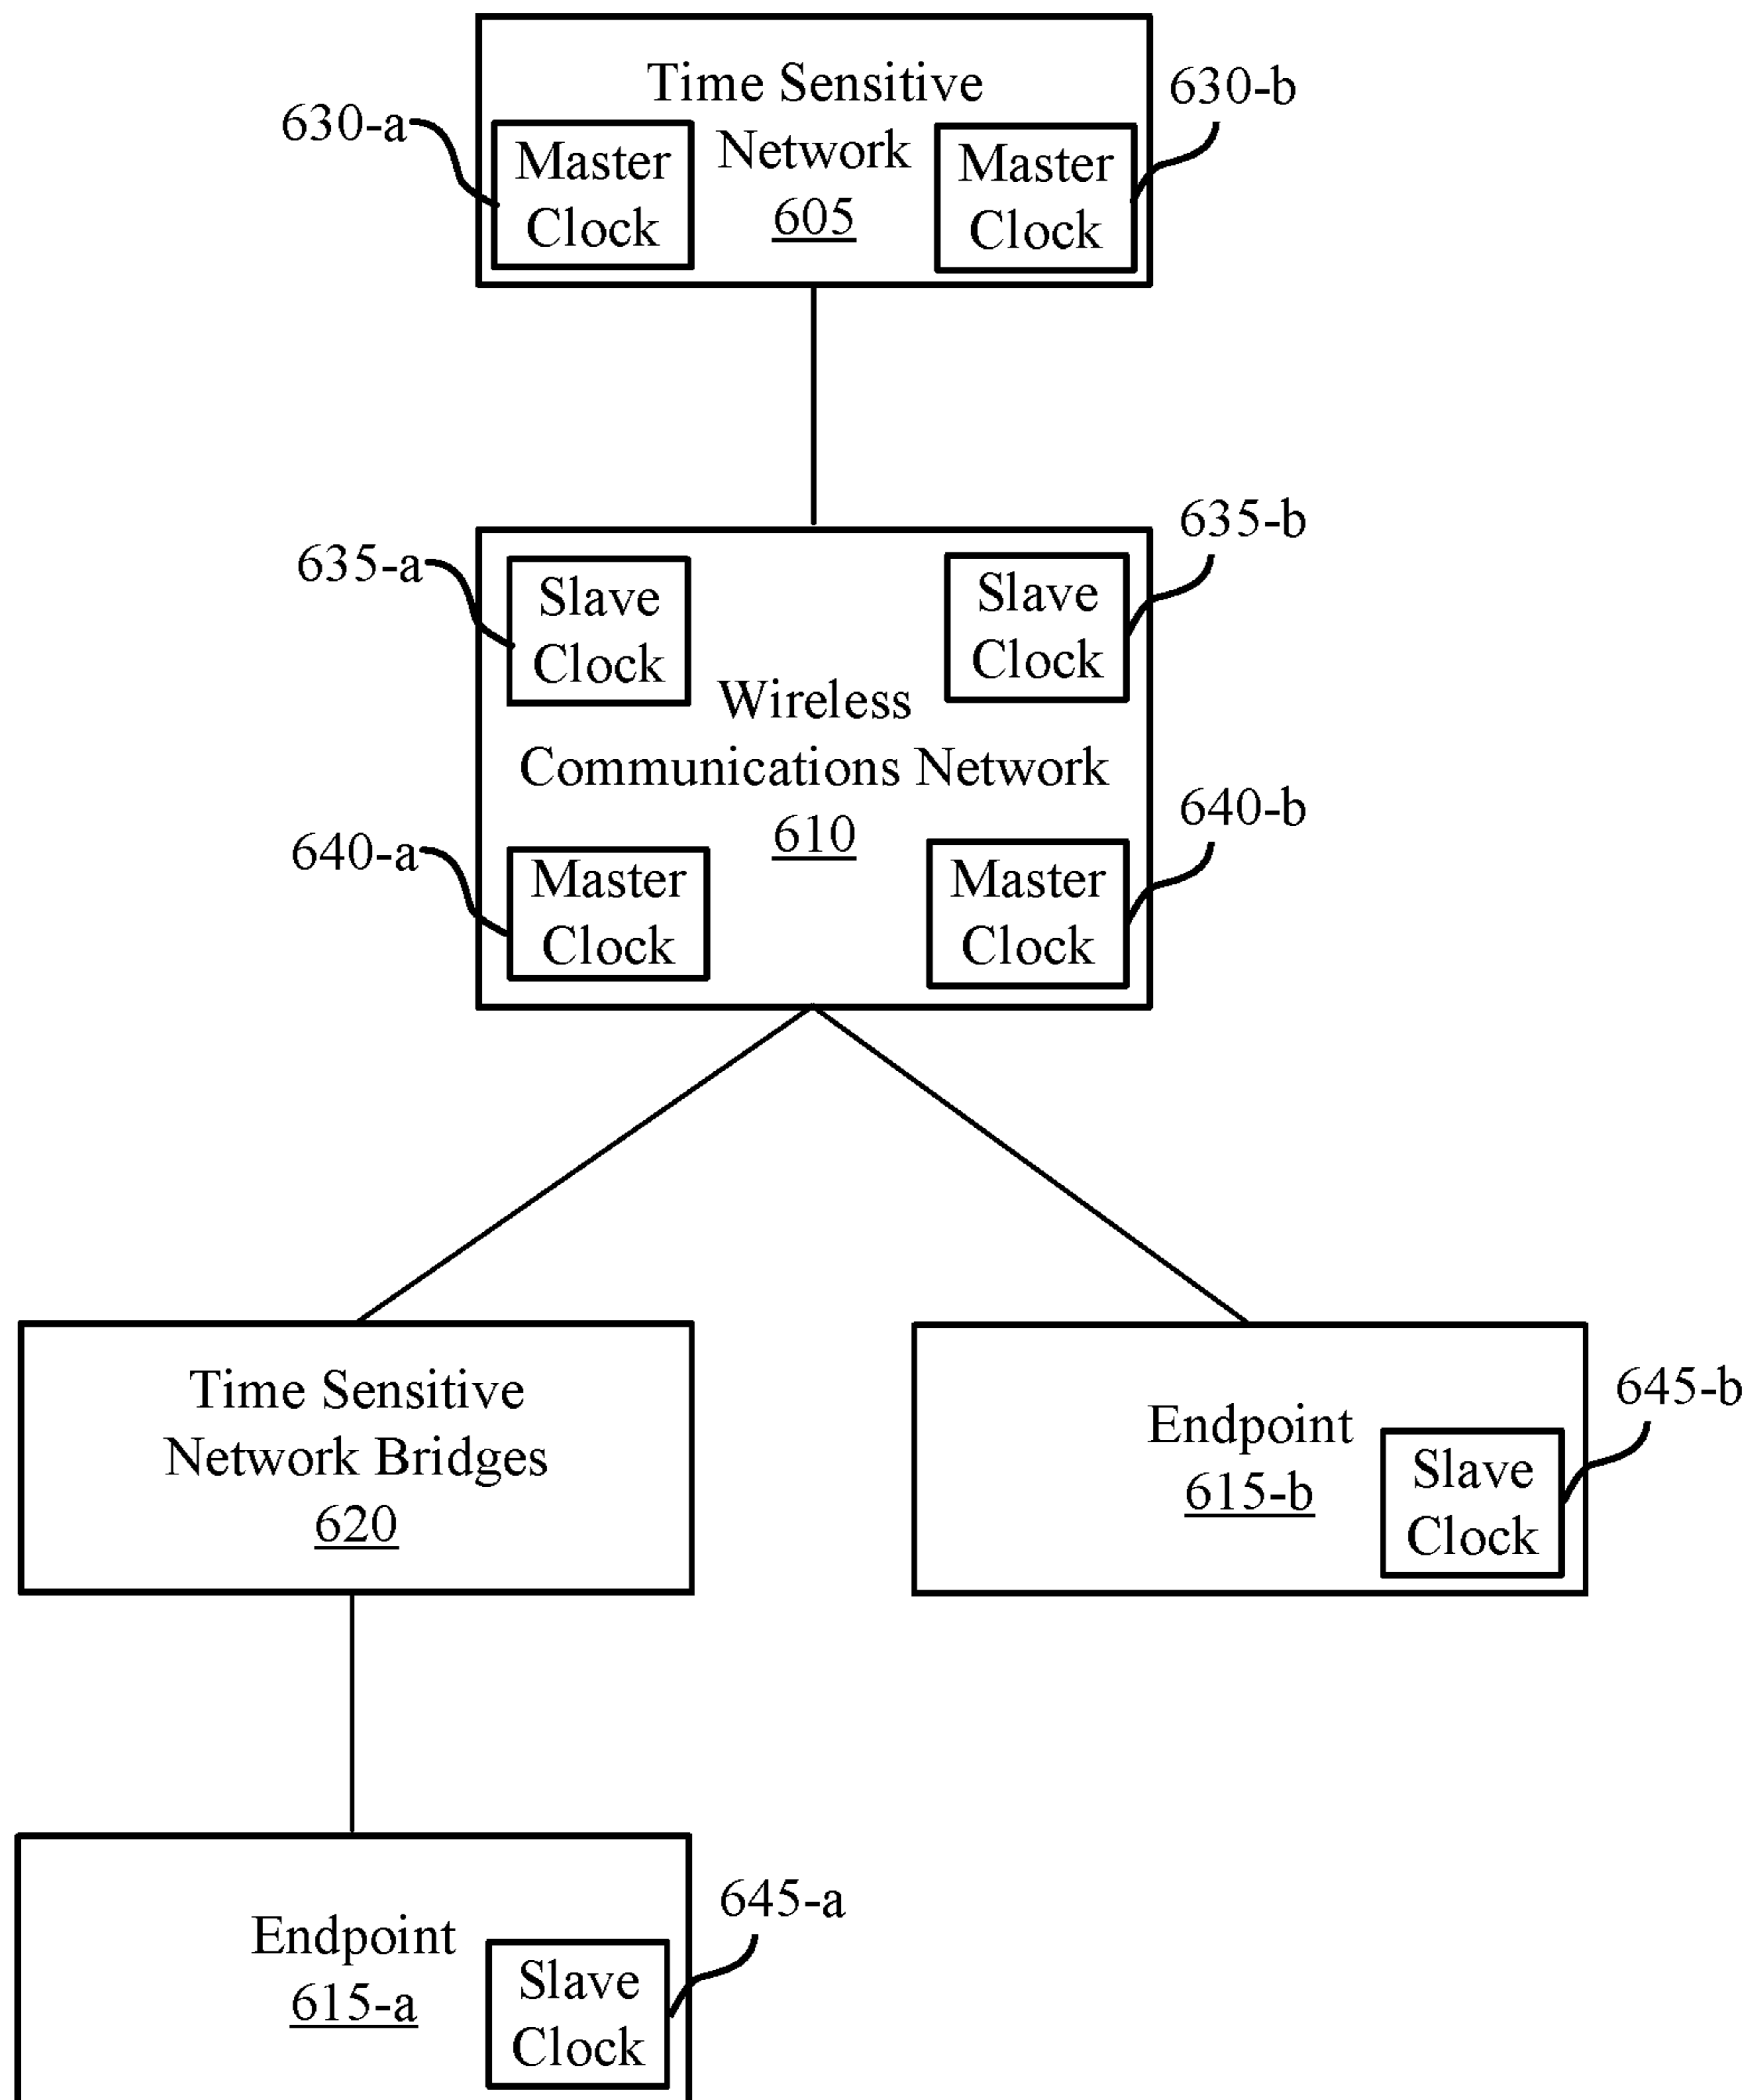 Time Sensitive
Network
605
630-a
Master
Clock
630-b
Master
Clock
635-a
Slave
Clock
635-b
Slave
Clock
Wireless
Communications Network
610
640-a
Master
Clock
640-b
Master
Clock
Time Sensitive
Network Bridges
620
Endpoint
615-b
645-b
Slave
Clock
Endpoint
615-a
645-a
Slave
Clock